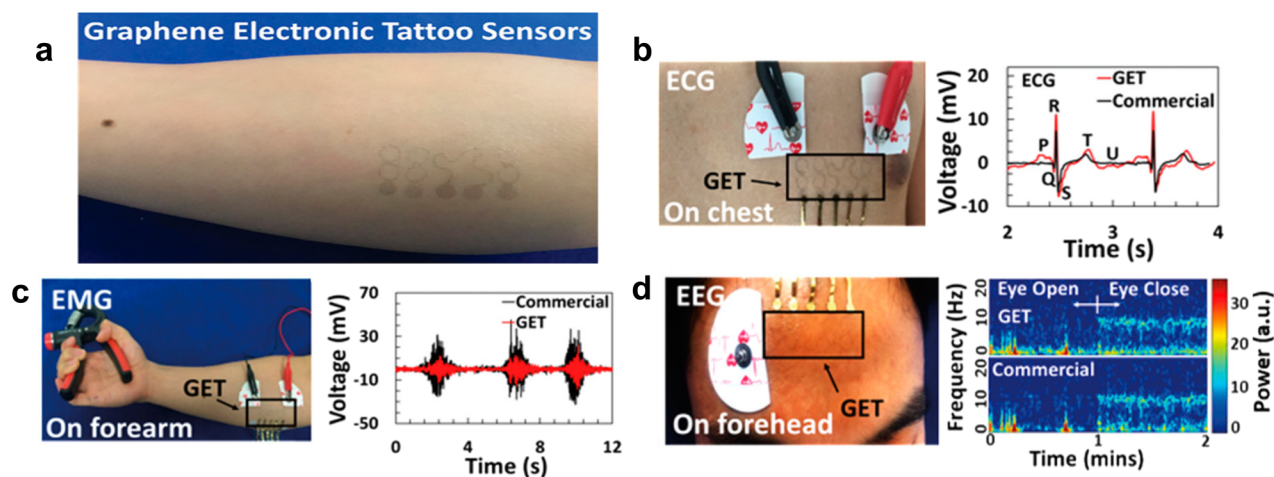 Graphene Electronic Tattoo Sensors
a
b
ECG
GET
On chest
20
10
0
-10
Voltage (mV)
ECG
GET
Commercial
R
P
Q
S
T
U
2
3
4
Time (s)
c
EMG
GET
On forearm
70
30
-10
-50
Voltage (mV)
Commercial
GET
0
4
8
12
Time (s)
d
EEG
GET
On forehead
Frequency (Hz)
20
10
0
20
10
0
Eye Open
Eye Close
GET
Commercial
0
1
2
Time (mins)
30
20
10
0
Power (a.u.)